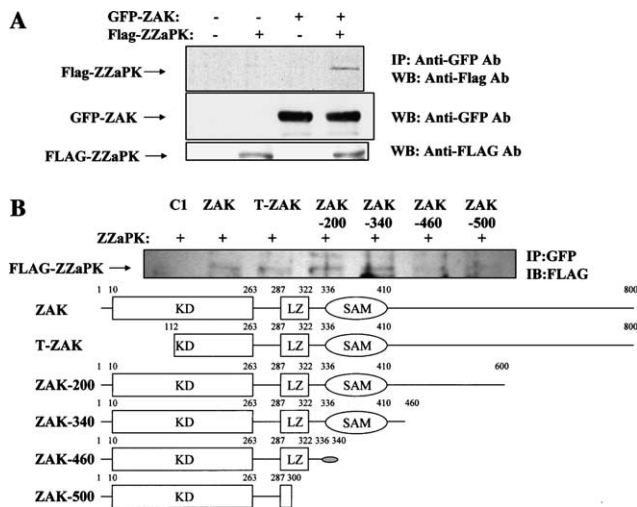 A
GFP-ZAK: - - + +
Flag-ZZaPK: - + - +
Flag-ZZaPK
IP: Anti-GFP Ab
WB: Anti-Flag Ab
GFP-ZAK
WB: Anti-GFP Ab
FLAG-ZZaPK
WB: Anti-FLAG Ab
B
C1 ZAK T-ZAK ZAK -200 ZAK -340 ZAK -460 ZAK -500
ZZaPK: + + + + + + +
FLAG-ZZaPK
IP:GFP
IB:FLAG
1 10 263 287 322 336 410 800
ZAK KD LZ SAM
112 263 287 322 336 410 800
T-ZAK KD LZ SAM
1 10 263 287 322 336 410 600
ZAK-200 KD LZ SAM
1 10 263 287 322 336 410 460
ZAK-340 KD LZ SAM
1 10 263 287 322 336 340
ZAK-460 KD LZ
1 10 263 287 300
ZAK-500 KD